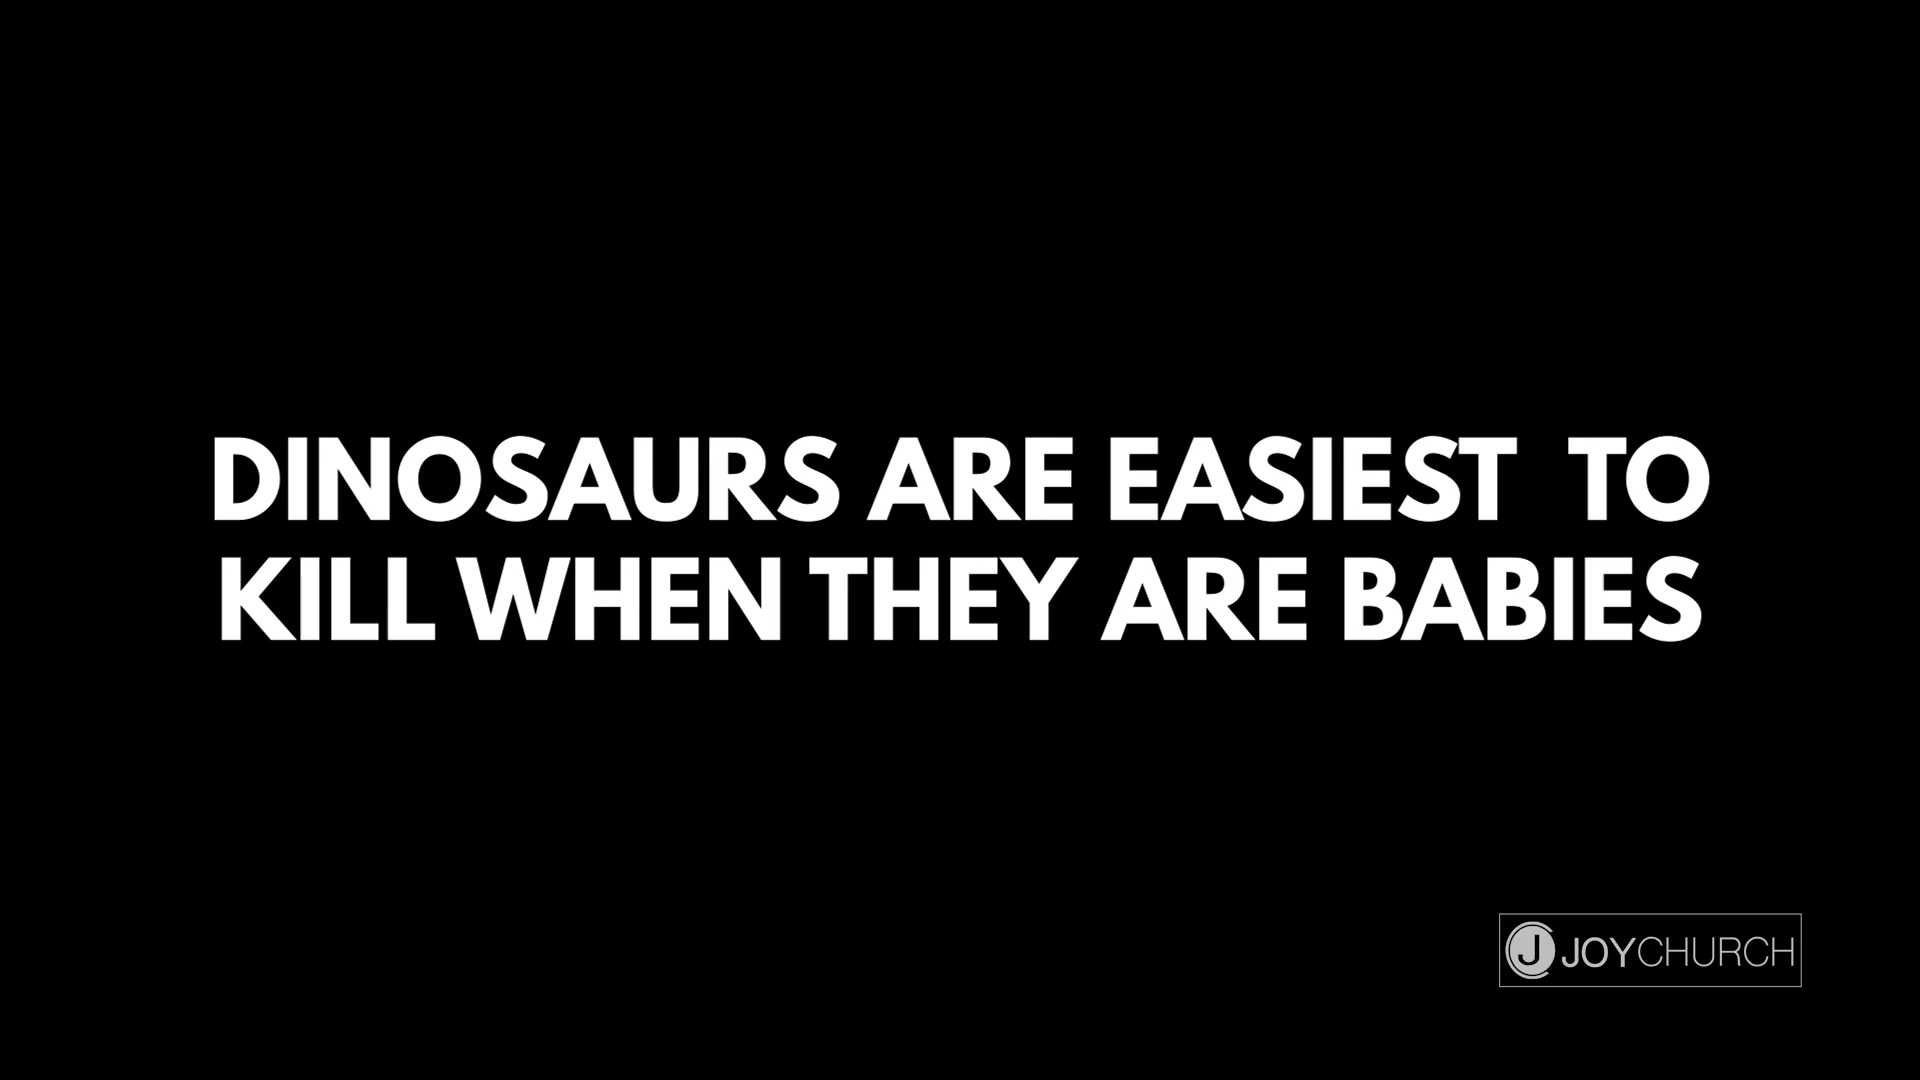 DINOSAURS ARE EASIEST  TO
KILL WHEN THEY ARE BABIES
J JOYCHURCH